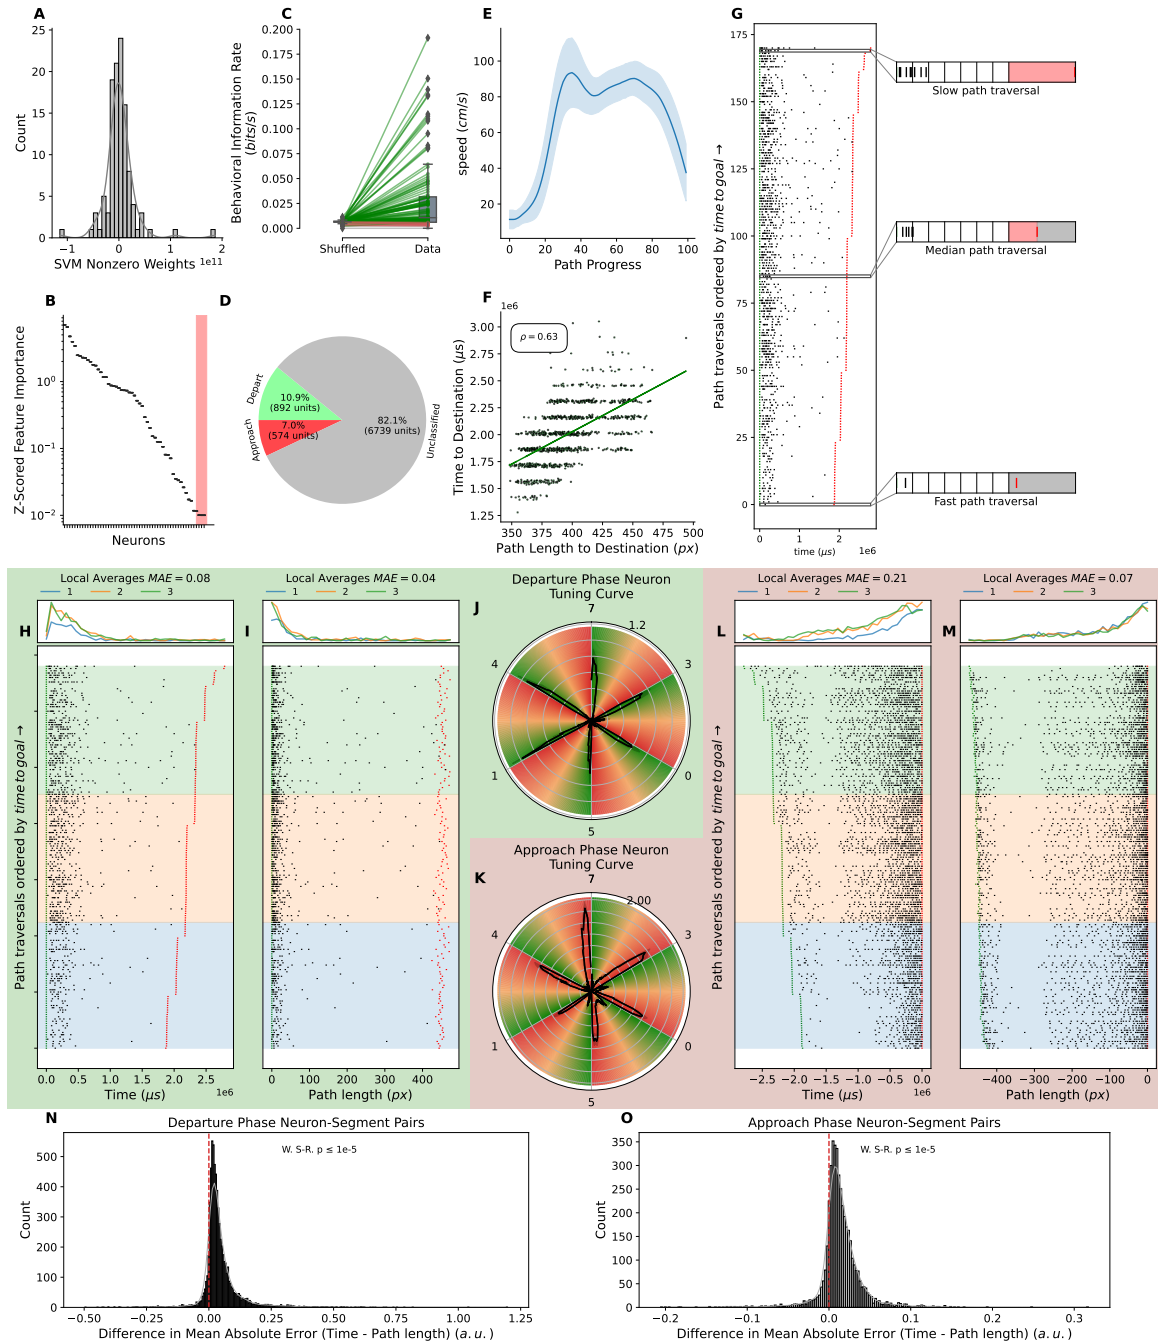 A
25
20
15
10
5
0
Count
−1
0
1
2
SVM Nonzero Weights
1e11
C
0.200
0.175
0.150
0.125
0.100
0.075
0.050
0.025
0.000
Behavioral Information Rate
(bits/s)
Shuffled
Data
E
100
80
60
40
20
speed (cm/s)
0
20
40
60
80
100
Path Progress
G
175
150
125
100
75
50
25
0
Path traversals ordered by time to goal →
0
1
2
time (μs)
1e6
Slow path traversal
Median path traversal
Fast path traversal
B
10⁰
10⁻¹
10⁻²
Z-Scored Feature Importance
Neurons
D
Depart
10.9%
(892 units)
Approach
7.0%
(574 units)
82.1%
(6739 units)
Unclassified
F
1e6
ρ = 0.63
3.00
2.75
2.50
2.25
2.00
1.75
1.50
1.25
Time to Destination (μs)
350
375
400
425
450
475
500
Path Length to Destination (px)
Local Averages MAE = 0.08
1
2
3
H
Path traversals ordered by time to goal →
0.0
0.5
1.0
1.5
2.0
2.5
Time (μs)
1e6
Local Averages MAE = 0.04
1
2
3
I
0
100
200
300
400
Path length (px)
Departure Phase Neuron
Tuning Curve
J
7
1.2
4
3
1
0
5
Approach Phase Neuron
Tuning Curve
K
7
2.00
4
3
1
0
5
Local Averages MAE = 0.21
1
2
3
L
Path traversals ordered by time to goal →
−2.5
−2.0
−1.5
−1.0
−0.5
0.0
Time (μs)
1e6
Local Averages MAE = 0.07
1
2
3
M
−400
−300
−200
−100
0
Path length (px)
N
Departure Phase Neuron-Segment Pairs
W. S-R. p ≤ 1e-5
500
400
300
200
100
0
Count
−0.50
−0.25
0.00
0.25
0.50
0.75
1.00
1.25
Difference in Mean Absolute Error (Time - Path length) (a.u.)
O
Approach Phase Neuron-Segment Pairs
W. S-R. p ≤ 1e-5
350
300
250
200
150
100
50
0
Count
−0.2
−0.1
0.0
0.1
0.2
0.3
Difference in Mean Absolute Error (Time - Path length) (a.u.)